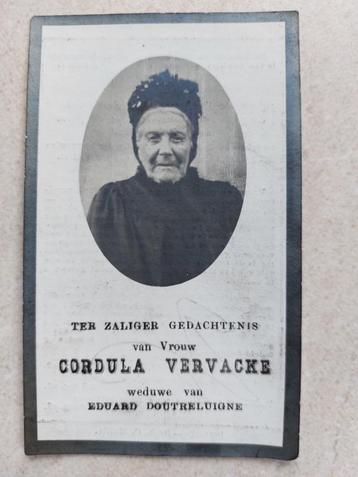 TER ZALIGER GEDACHTENIS
van Vrouw
CORDULA VERVACKE
weduwe van
EDUARD DOUTRELUIGNE